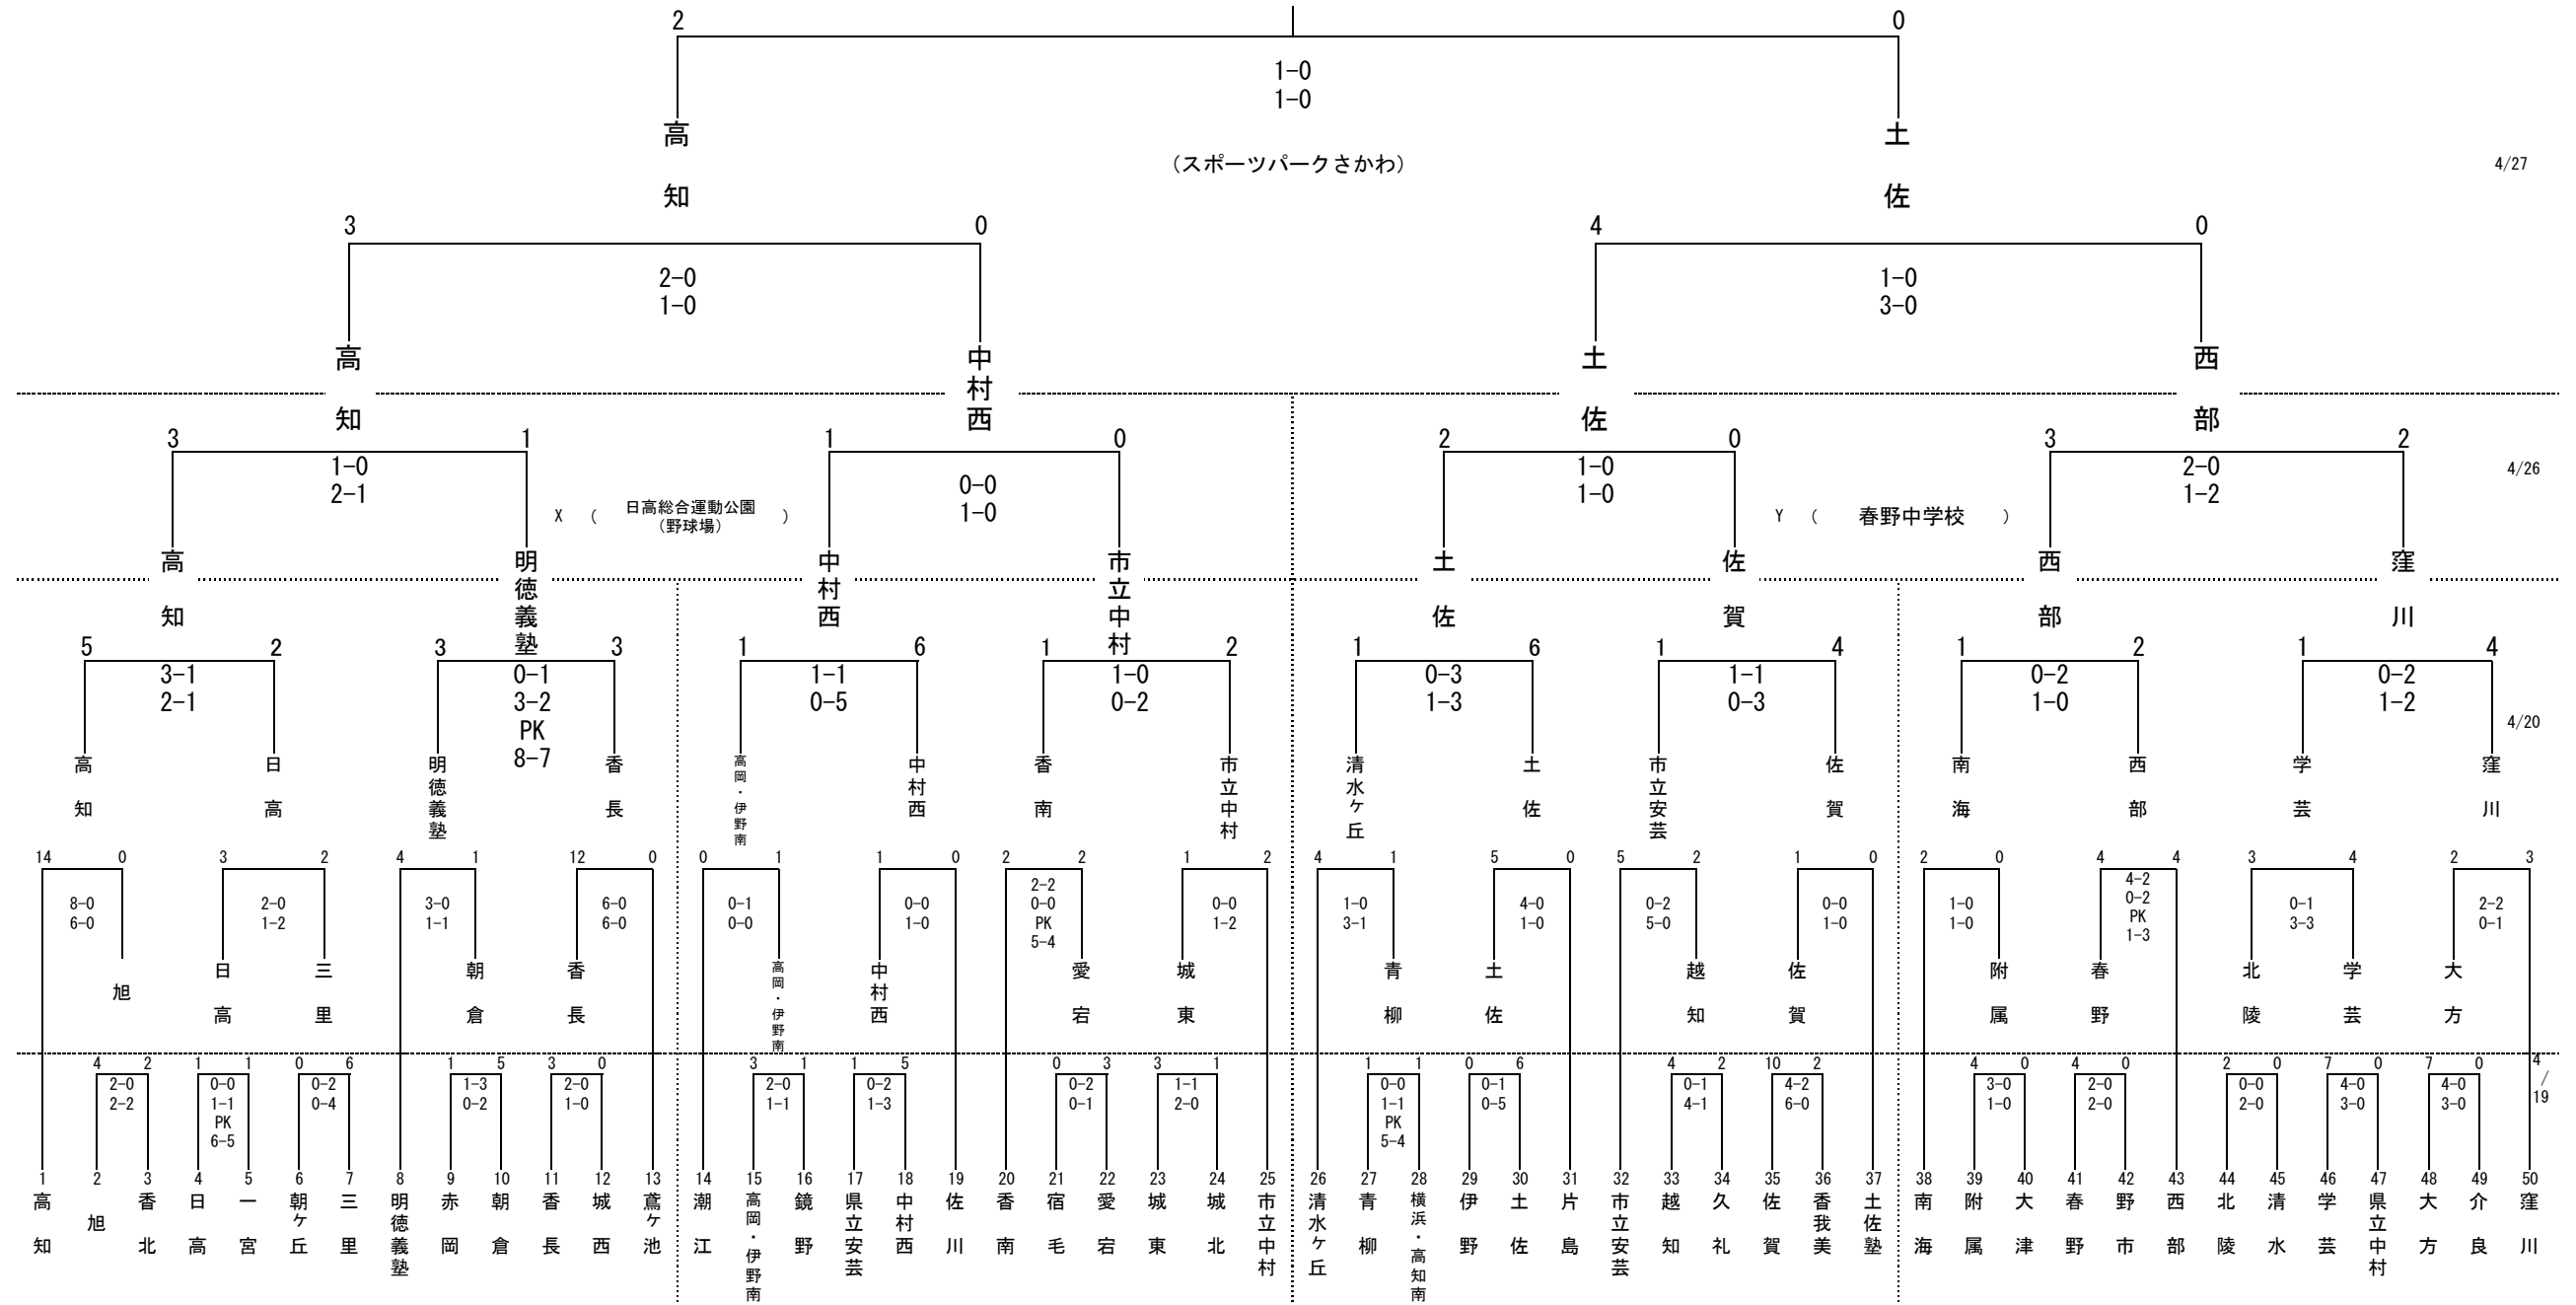 2 0
1-0
1-0
高知 土佐
（スポーツパークさかわ）
4/27
3 0 4 0
2-0 1-0
1-0 3-0
高知 中村西 土佐 西部
3 1 1 0 2 0 3 2
1-0 0-0 1-0 2-0
2-1 1-0 1-0 1-2
4/26
X （ 日高総合運動公園
（野球場） ）
Y （ 春野中学校 ）
高知 明徳義塾 中村西 市立中村 土佐 佐賀 西部 窪川
5 2 3 3 1 6 1 2 1 6 1 4 1 2 1 4
3-1 0-1 1-1 1-0 0-3 1-1 0-2 0-2
2-1 3-2 0-5 0-2 1-3 0-3 1-0 1-2
PK
8-7
4/20
高知 日高 明徳義塾 香長 高岡・伊野南 中村西 香南 市立中村 清水ケ丘 土佐 市立安芸 佐賀 南海 西部 学芸 窪川
14 0 3 2 4 1 12 0 0 1 1 0 2 2 1 2 4 1 5 0 5 2 1 0 2 0 4 4 3 4 2 3
8-0 2-0 3-0 6-0 0-1 0-0 2-2 0-0 1-0 4-0 0-2 0-0 1-0 4-2 0-1 2-2
6-0 1-2 1-1 6-0 0-0 1-0 0-0 1-2 3-1 1-0 5-0 1-0 1-0 0-2 3-3 0-1
PK PK
5-4 1-3
旭 日高 三里 朝倉 香長 高岡・伊野南 中村西 愛宕 城東 青柳 土佐 越知 佐賀 附属 春野 北陵 学芸 大方
4 2 1 1 0 6 1 5 3 0 3 1 1 5 0 3 3 1 1 1 0 6 4 2 10 2 4 0 4 0 2 0 7 0 7 0
4/19
2-0 0-0 0-2 1-3 2-0 2-0 0-2 0-2 1-1 0-0 0-1 0-1 4-2 3-0 2-0 0-0 4-0 4-0
2-2 1-1 0-4 0-2 1-0 1-1 1-3 0-1 2-0 1-1 0-5 4-1 6-0 1-0 2-0 2-0 3-0 3-0
PK PK
6-5 5-4
1 2 3 4 5 6 7 8 9 10 11 12 13 14 15 16 17 18 19 20 21 22 23 24 25 26 27 28 29 30 31 32 33 34 35 36 37 38 39 40 41 42 43 44 45 46 47 48 49 50
高知 旭 香北 日高 一宮 朝ケ丘 三里 明徳義塾 赤岡 朝倉 香長 城西 鳶ケ池 潮江 高岡・伊野南 鏡野 県立安芸 中村西 佐川 香南 宿毛 愛宕 城東 城北 市立中村 清水ケ丘 青柳 横浜・高知南 伊野 土佐 片島 市立安芸 越知 久礼 佐賀 香我美 土佐塾 南海 附属 大津 春野 野市 西部 北陵 清水 学芸 県立中村 大方 介良 窪川